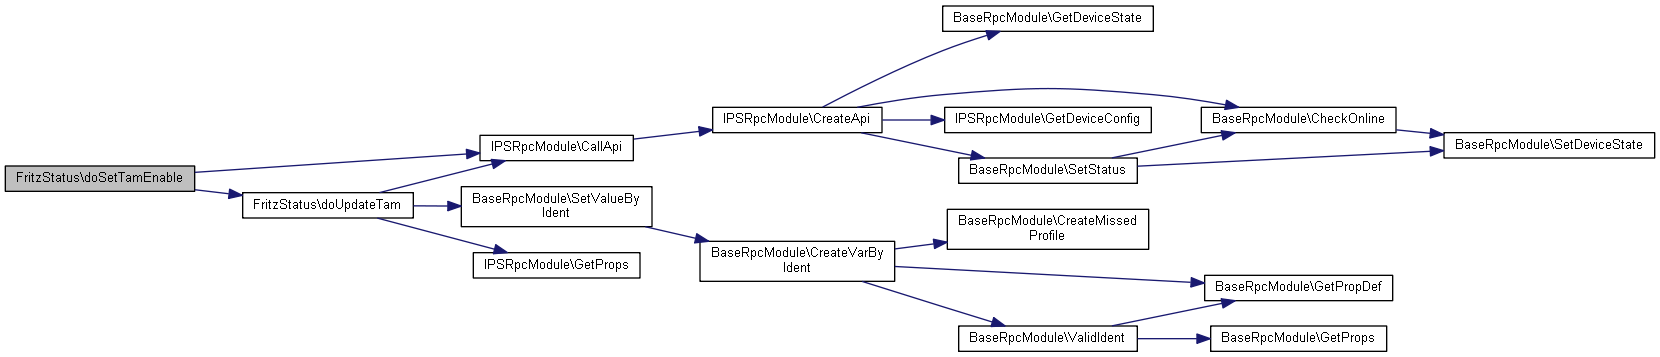 FritzStatus\doSetTamEnable
FritzStatus\doUpdateTam
IPSRpcModule\CallApi
BaseRpcModule\SetValueBy
Ident
IPSRpcModule\GetProps
IPSRpcModule\CreateApi
BaseRpcModule\CreateVarBy
Ident
BaseRpcModule\GetDeviceState
IPSRpcModule\GetDeviceConfig
BaseRpcModule\SetStatus
BaseRpcModule\CreateMissed
Profile
BaseRpcModule\ValidIdent
BaseRpcModule\CheckOnline
BaseRpcModule\GetPropDef
BaseRpcModule\GetProps
BaseRpcModule\SetDeviceState